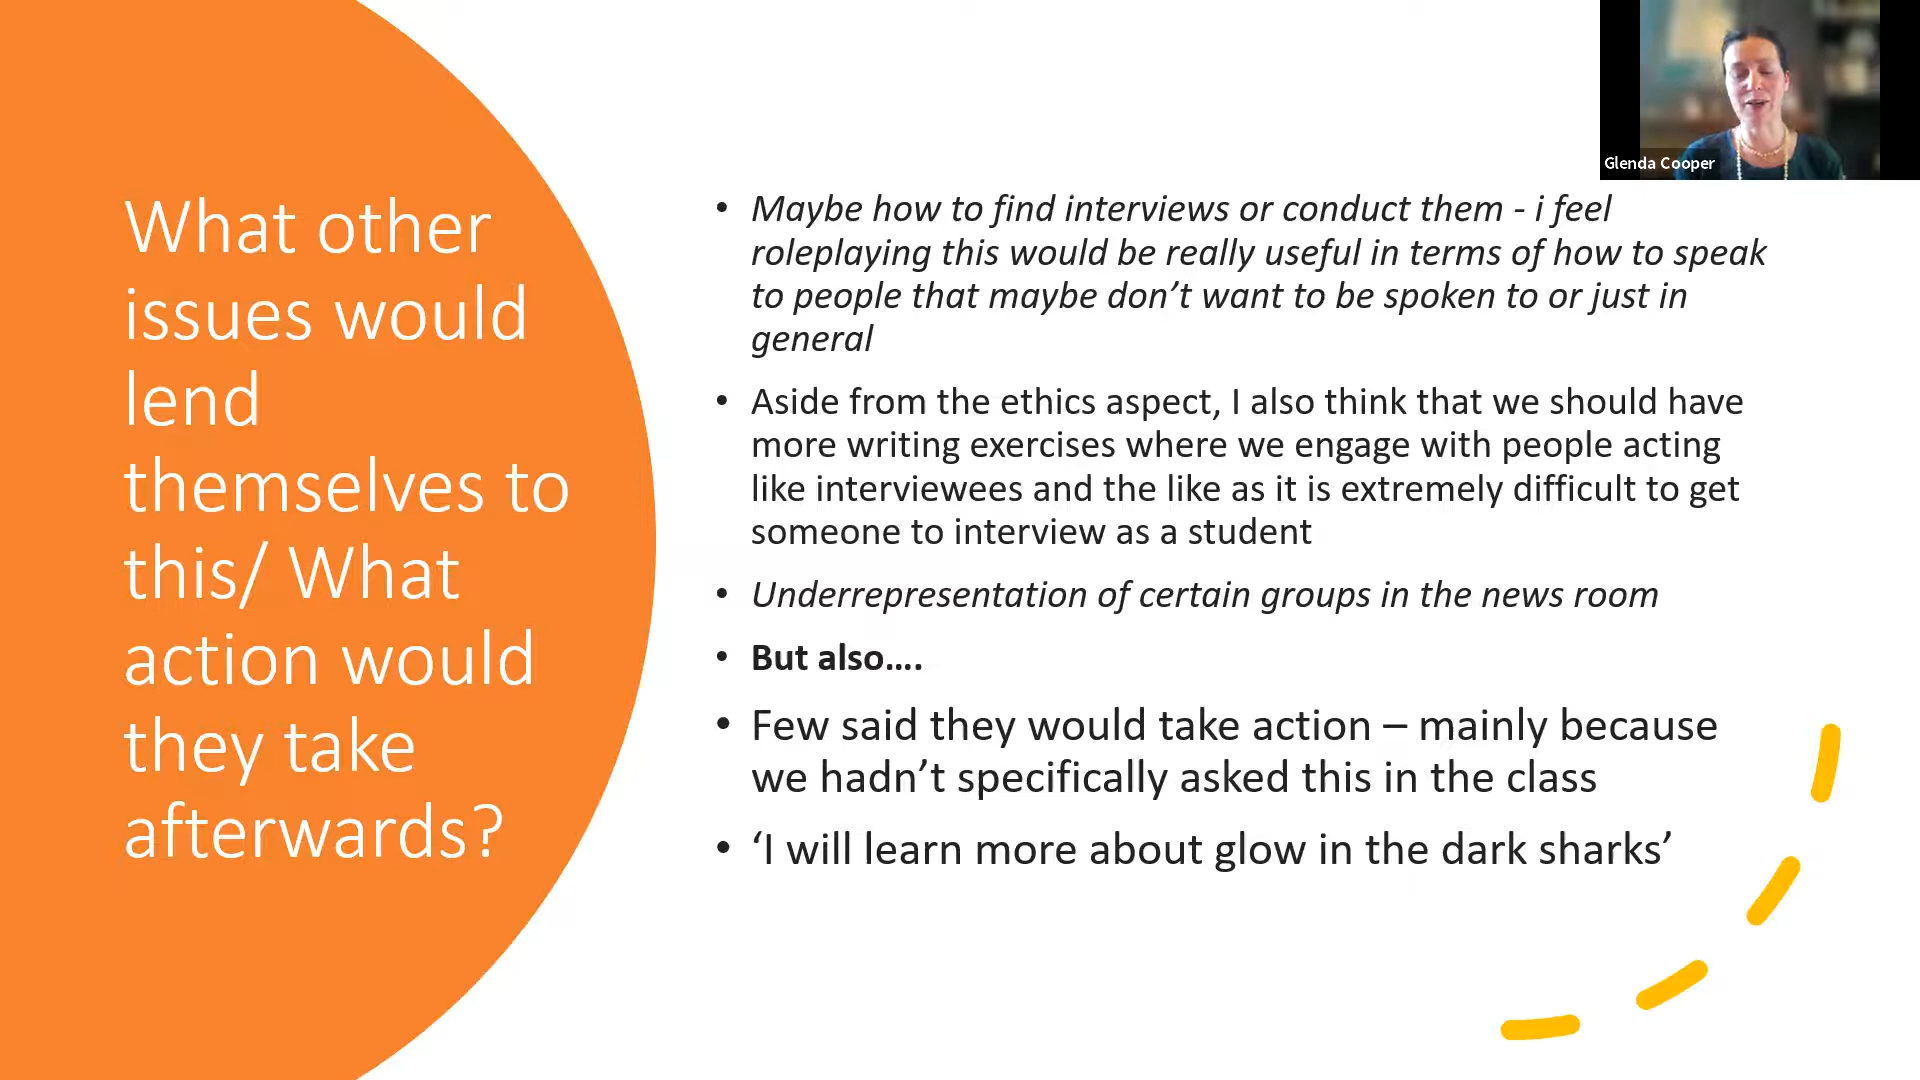 What other
issues would
lend
themselves to
this/ What
action would
they take
afterwards?
• Maybe how to find interviews or conduct them - i feel
roleplaying this would be really useful in terms of how to speak
to people that maybe don’t want to be spoken to or just in
general
• Aside from the ethics aspect, I also think that we should have
more writing exercises where we engage with people acting
like interviewees and the like as it is extremely difficult to get
someone to interview as a student
• Underrepresentation of certain groups in the news room
• But also….
• Few said they would take action – mainly because
we hadn’t specifically asked this in the class
• ‘I will learn more about glow in the dark sharks’
Glenda Cooper